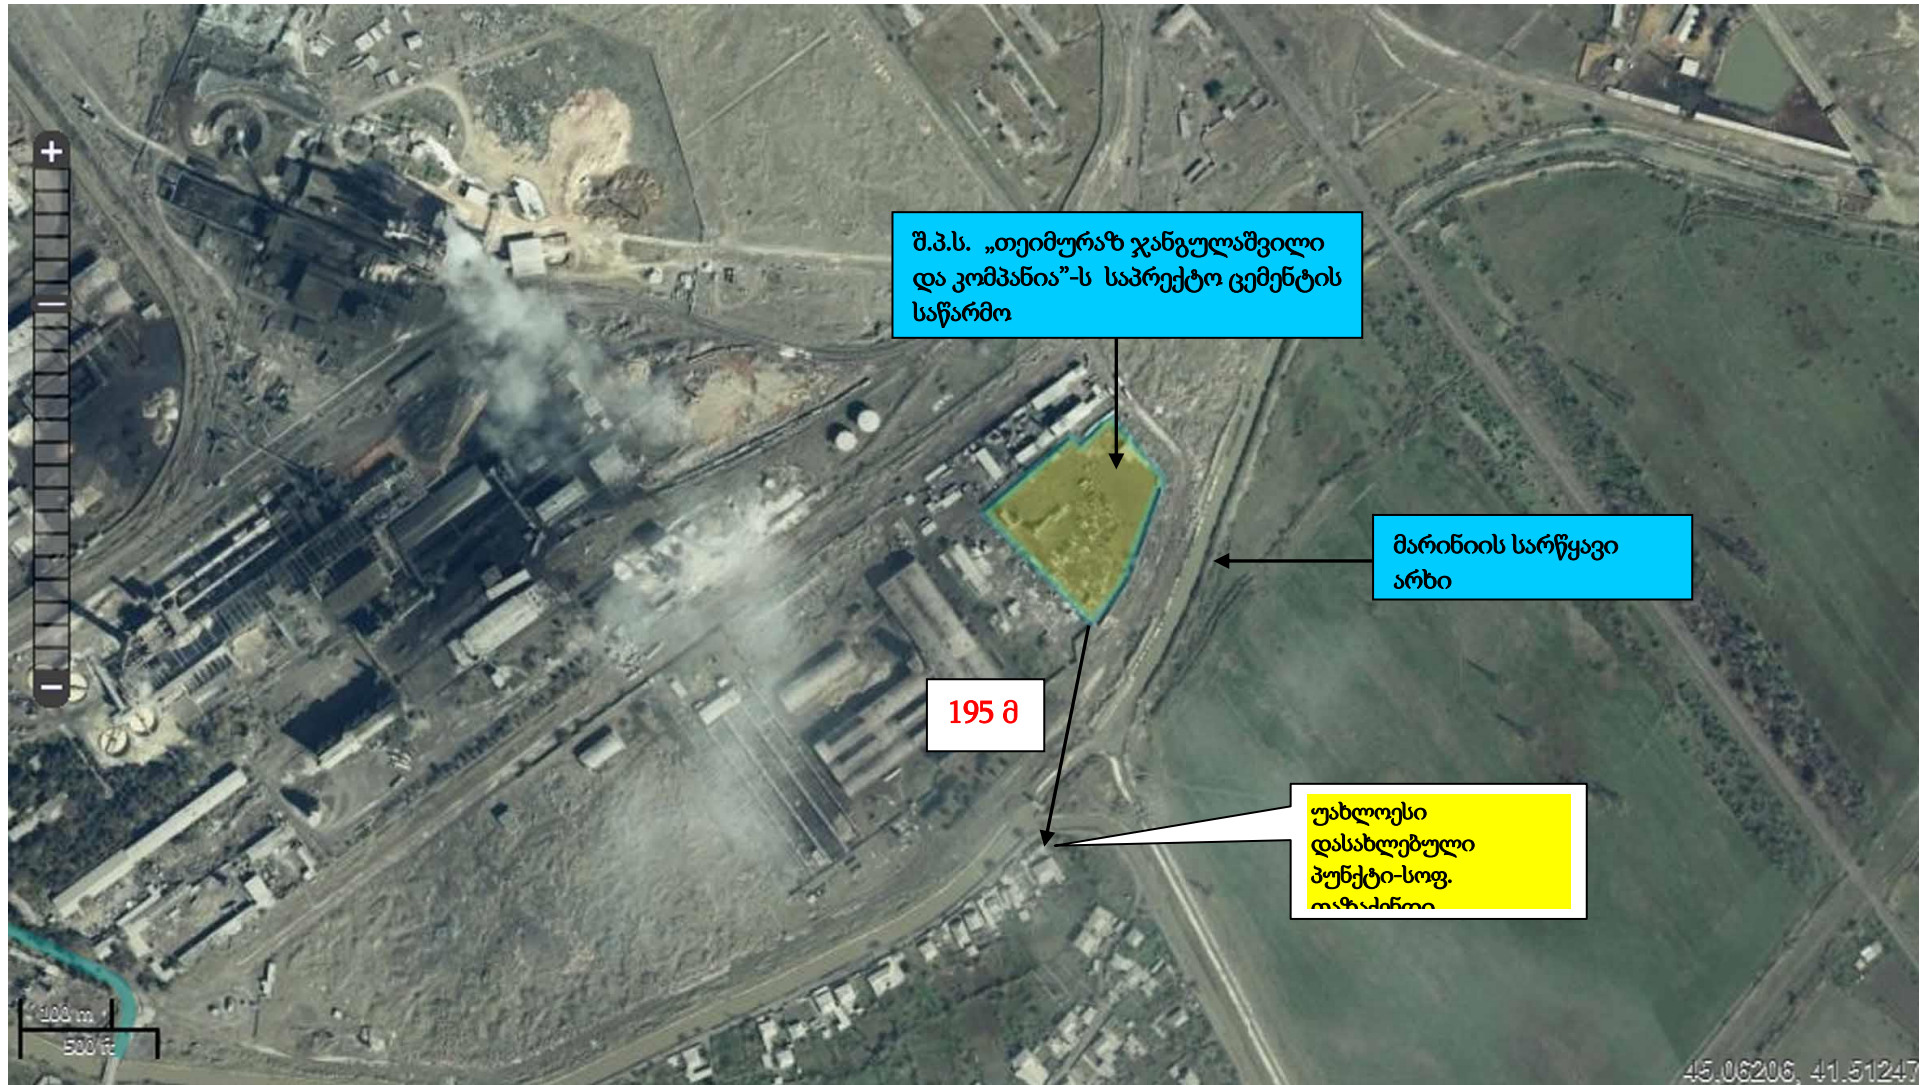 შ.პ.ს. „თეიმურაზ ჯანგულაშვილი
და კომპანია”-ს საპრექტო ცემენტის
საწარმო
მარინიის სარწყავი
არხი
195 მ
უახლოესი
დასახლებული
პუნქტი-სოფ.
100 m
500 ft
45.06206, 41.51247